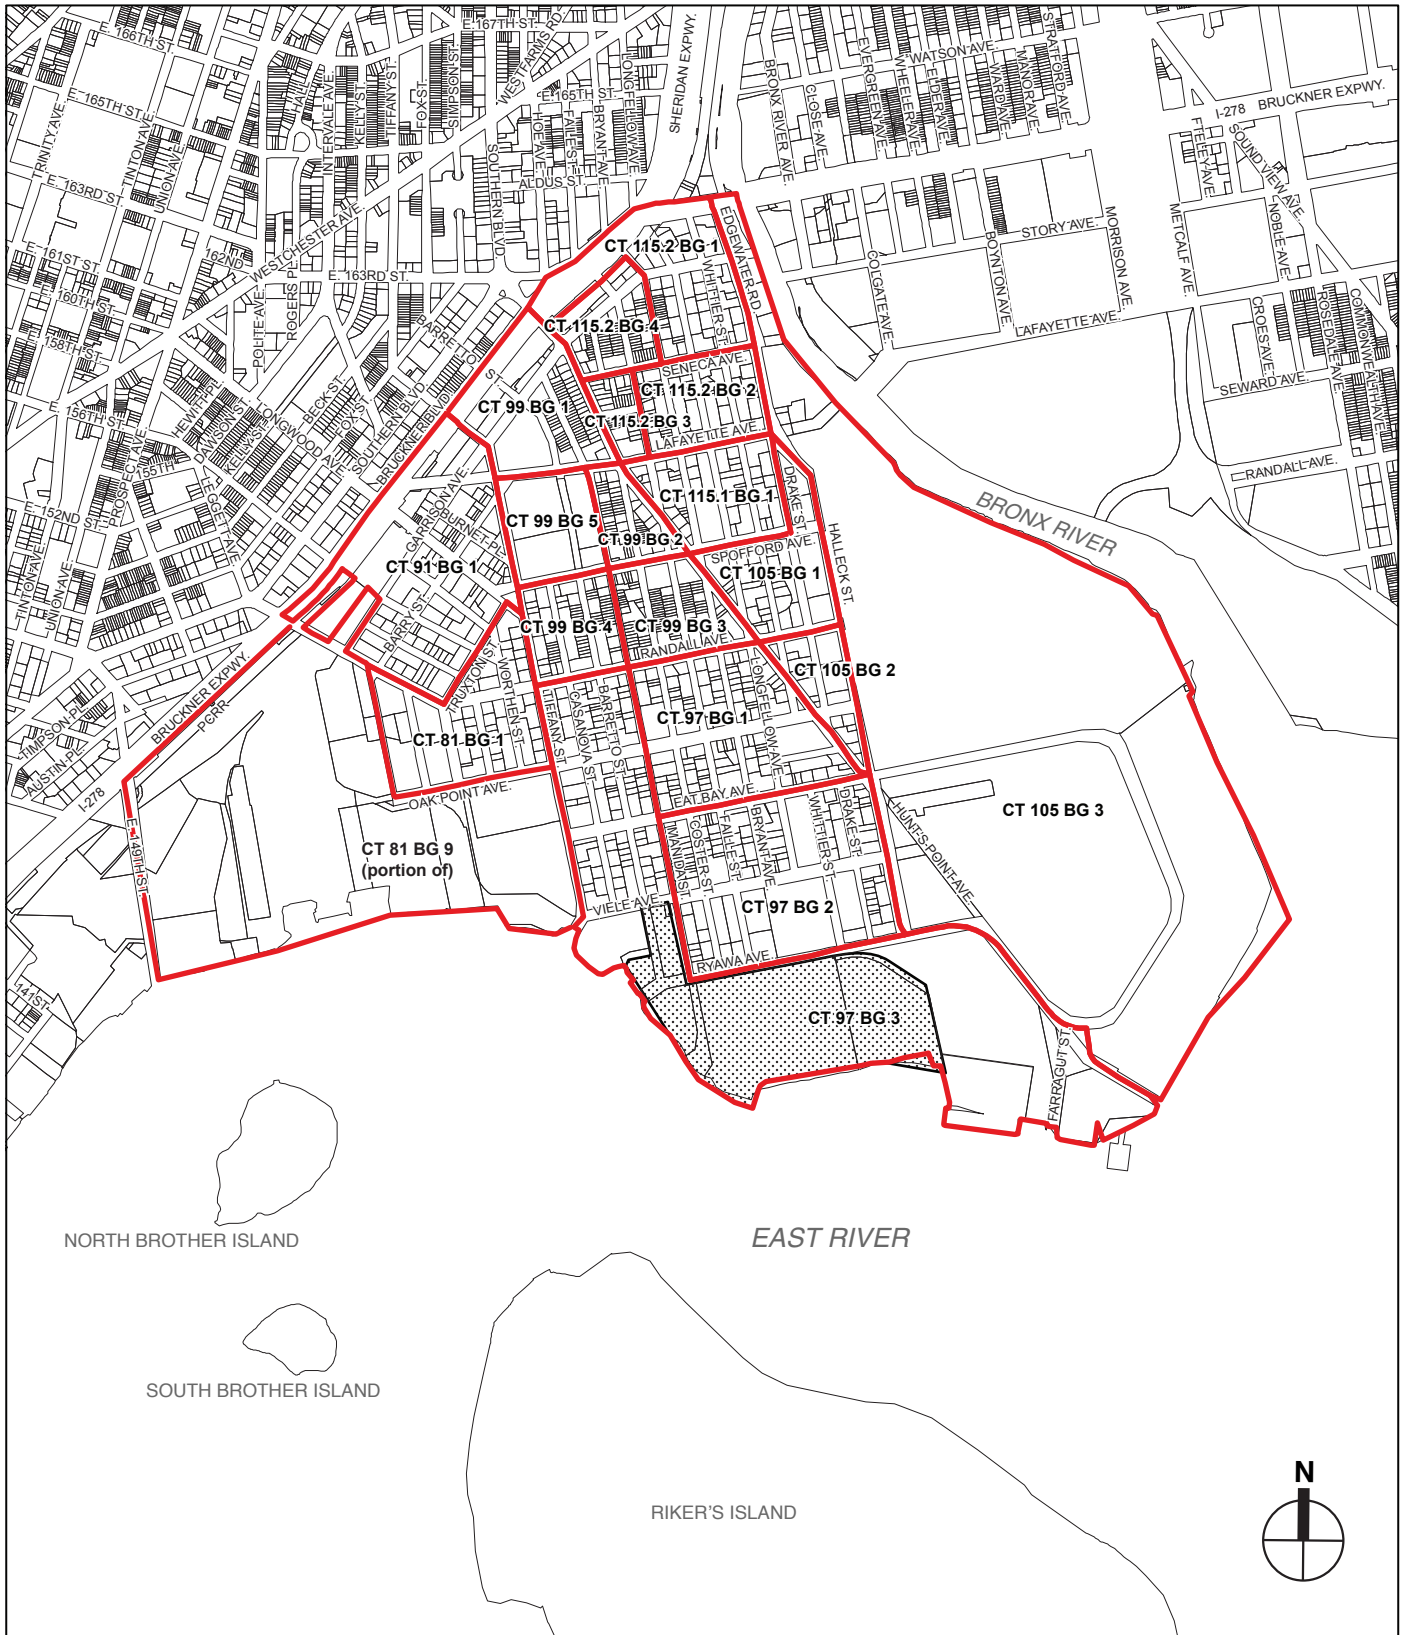 E. 166TH ST.
E. 167TH ST.
E. 165TH ST.
TRINITY AVE.
TINTON AVE.
UNION AVE.
E. 163RD ST.
HALL
INTERVALE AVE.
KELLY ST.
TIFFANY ST.
FOX ST.
SIMPSON ST.
WESTFARMS RD.
SOUTHERN BLVD.
E. 165TH ST.
HOE AVE.
FAILE ST.
BRYANT AVE.
LONGFELLOW AVE.
ALDUS ST.
SHERIDAN EXPWY.
BRONX RIVER AVE.
CLOSE AVE.
EVERGREEN AVE.
WHEELER AVE.
ELDER AVE.
WATSON AVE.
WARD AVE.
MANOR AVE.
STRATFORD AVE.
I-278 BRUCKNER EXPWY.
FTELEY AVE.
SOUND VIEW AVE.
NOBLE AVE.
METCALF AVE.
MORRISON AVE.
STORY AVE.
BOYNTON AVE.
COLGATE AVE.
LAFAYETTE AVE.
CROES AVE.
ROSEDALE AVE.
COMMONWEALTH AVE.
SEWARD AVE.
RANDALL AVE.
E. 161ST ST.
162ND
WESTCHESTER AVE.
E. 163RD ST.
E. 160TH ST.
E. 158TH ST.
E. 156TH ST.
POLITE AVE.
ROGERS PL.
HEWITT PL.
DAWSON ST.
KELLY ST.
LONGWOOD AVE.
BECK ST.
FOX ST.
SOUTHERN BLVD.
BRUCKNER BLVD.
BARRETTO
ST.
PROSPECT AVE.
155TH
LEGGETT AVE.
E. 152ND ST.
TINTON AVE.
UNION AVE.
GARRISON AVE.
BURNET PL.
CT 115.2 BG 1
EDGEWATER RD.
WHITTIER ST.
CT 115.2 BG 4
SENECA AVE.
CT 115.2 BG 2
CT 99 BG 1
CT 115.2 BG 3
LAFAYETTE AVE.
CT 115.1 BG 1
DRAKE ST.
HALLECK ST.
BRONX RIVER
CT 99 BG 5
CT 99 BG 2
SPOFFORD AVE.
CT 105 BG 1
CT 91 BG 1
BARRY ST.
TRUXTON ST.
CT 99 BG 4
CT 99 BG 3
RANDALL AVE.
CT 105 BG 2
WORTHEN ST.
TIFFANY ST.
CASANOVA ST.
BARRETTO ST.
LONGFELLOW AVE.
CT 97 BG 1
CT 81 BG 1
OAK POINT AVE.
EAT BAY AVE.
BRUCKNER EXPWY.
PCRR
TIMPSON PL.
AUSTIN PL.
I-278
E. 149TH ST.
141ST
CT 81 BG 9
(portion of)
MANIDA ST.
COSTER ST.
FAILE ST.
BRYANT AVE.
WHITTIER ST.
DRAKE ST.
HUNTS POINT AVE.
CT 105 BG 3
VIELE AVE.
CT 97 BG 2
RYAWA AVE.
CT 97 BG 3
FARRAGUT ST.
NORTH BROTHER ISLAND
EAST RIVER
SOUTH BROTHER ISLAND
RIKER'S ISLAND
N